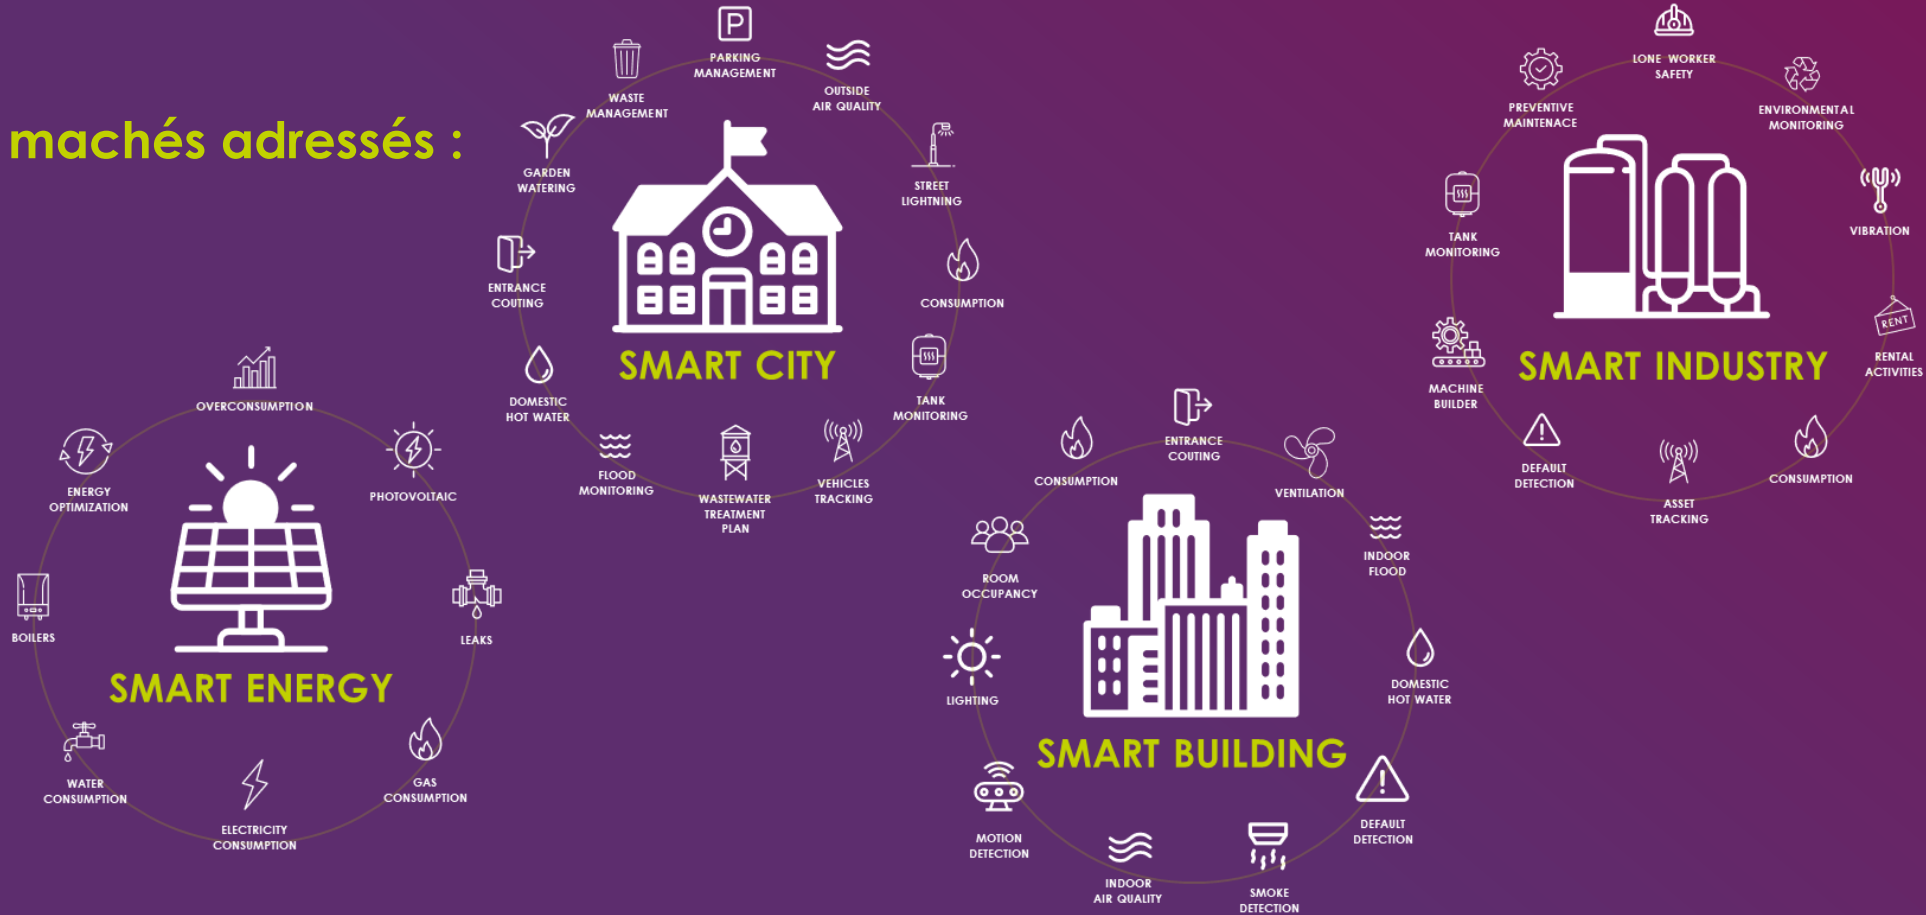 machés adressés :
PARKING
MANAGEMENT
OUTSIDE
AIR QUALITY
STREET
LIGHTNING
CONSUMPTION
TANK
MONITORING
VEHICLES
TRACKING
WASTEWATER
TREATMENT
PLAN
FLOOD
MONITORING
DOMESTIC
HOT WATER
ENTRANCE
COUTING
GARDEN
WATERING
WASTE
MANAGEMENT
SMART CITY
LONE WORKER
SAFETY
ENVIRONMENTAL
MONITORING
VIBRATION
RENT
RENTAL
ACTIVITIES
CONSUMPTION
ASSET
TRACKING
DEFAULT
DETECTION
MACHINE
BUILDER
TANK
MONITORING
PREVENTIVE
MAINTENACE
SMART INDUSTRY
OVERCONSUMPTION
PHOTOVOLTAIC
LEAKS
GAS
CONSUMPTION
ELECTRICITY
CONSUMPTION
WATER
CONSUMPTION
BOILERS
ENERGY
OPTIMIZATION
SMART ENERGY
ENTRANCE
COUTING
VENTILATION
INDOOR
FLOOD
DOMESTIC
HOT WATER
DEFAULT
DETECTION
SMOKE
DETECTION
INDOOR
AIR QUALITY
MOTION
DETECTION
LIGHTING
ROOM
OCCUPANCY
CONSUMPTION
SMART BUILDING
P